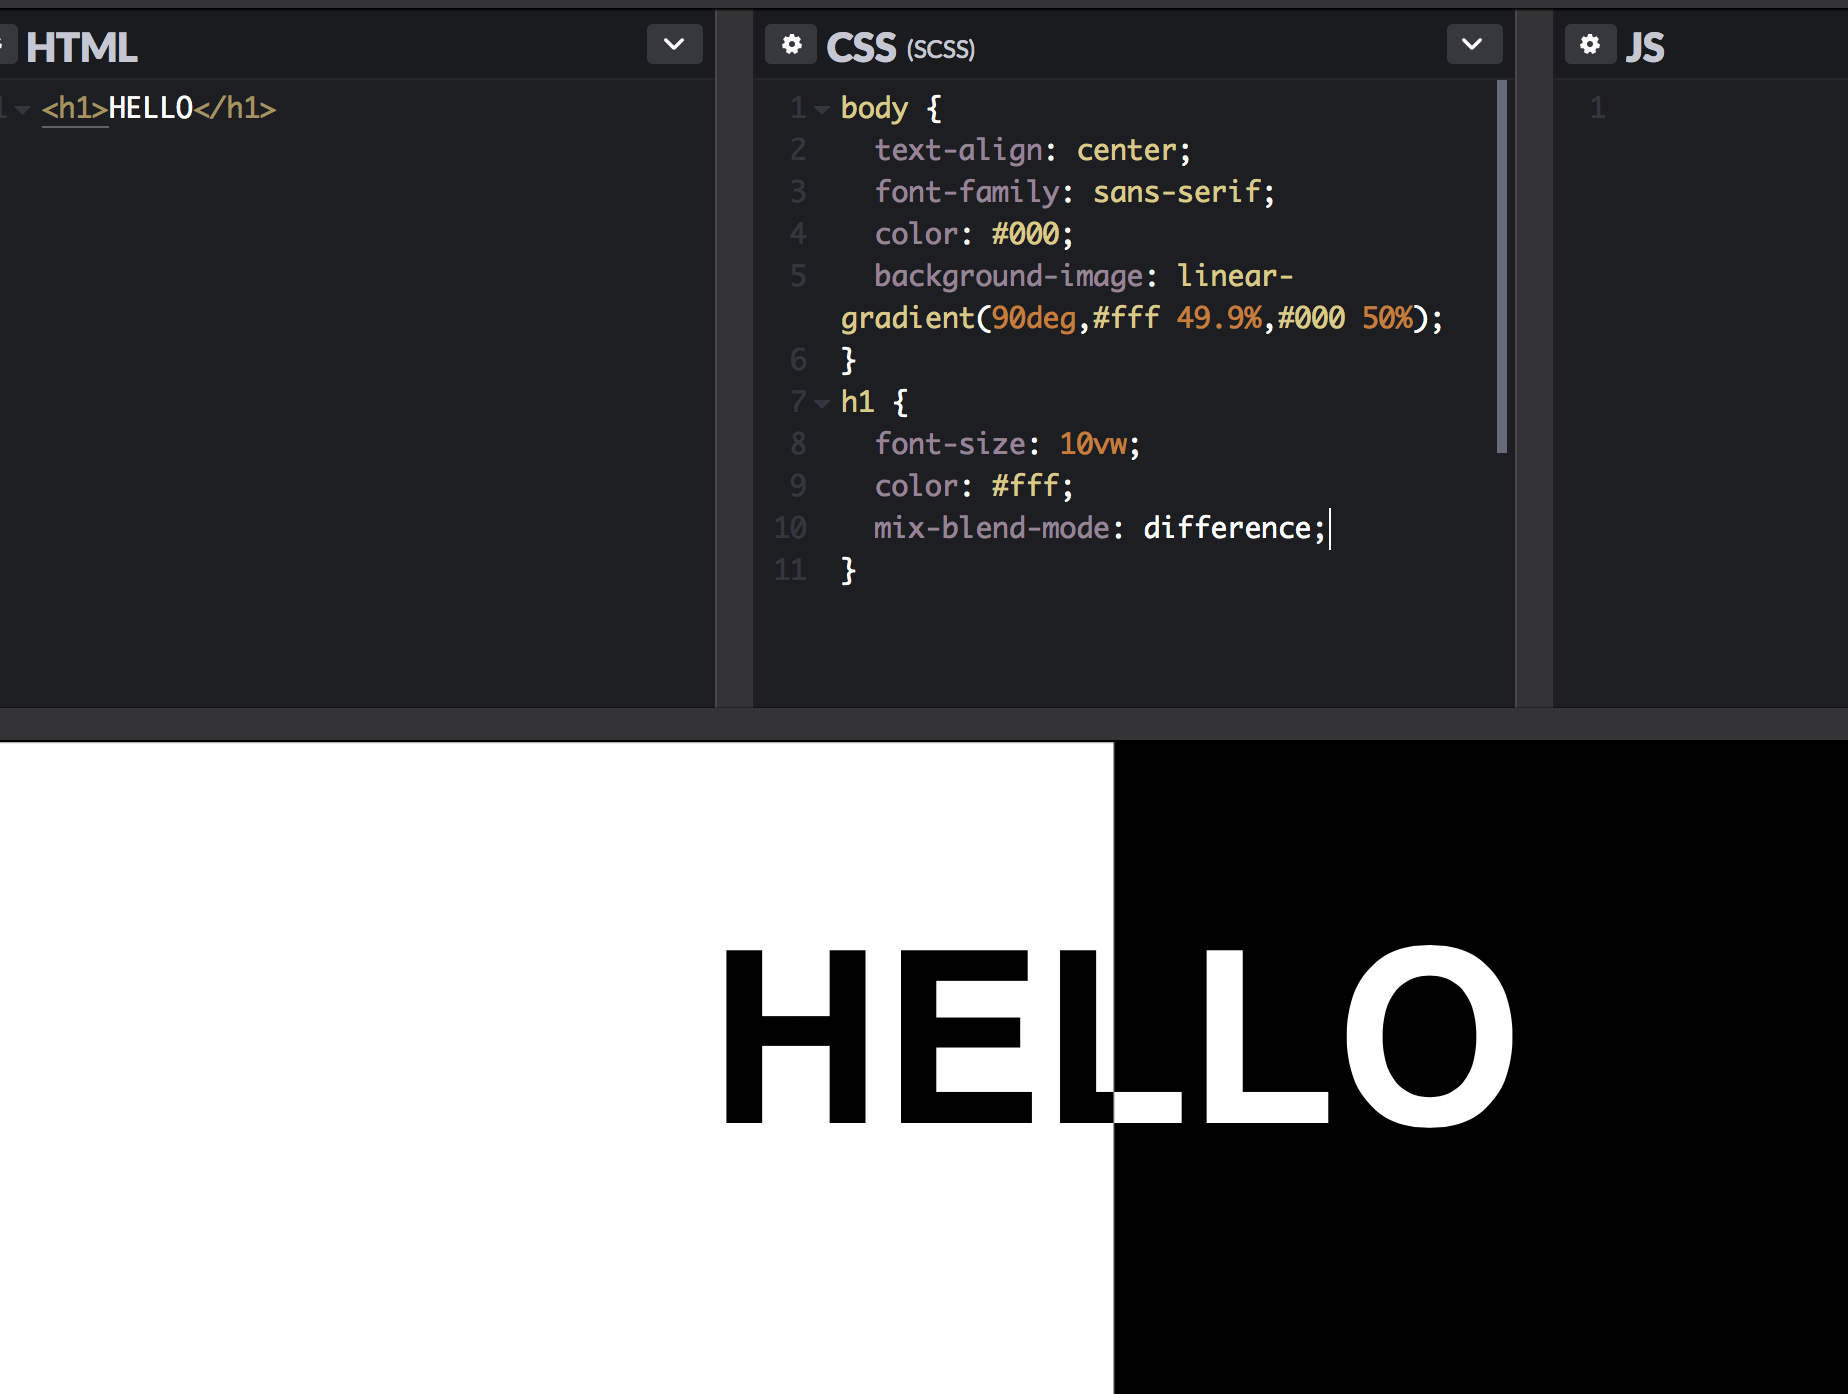 HTML
1 <h1>HELLO</h1>
CSS (SCSS)
1 body {
2 text-align: center;
3 font-family: sans-serif;
4 color: #000;
5 background-image: linear-
gradient(90deg,#fff 49.9%,#000 50%);
6 }
7 h1 {
8 font-size: 10vw;
9 color: #fff;
10 mix-blend-mode: difference;
11 }
JS
1
HELLO